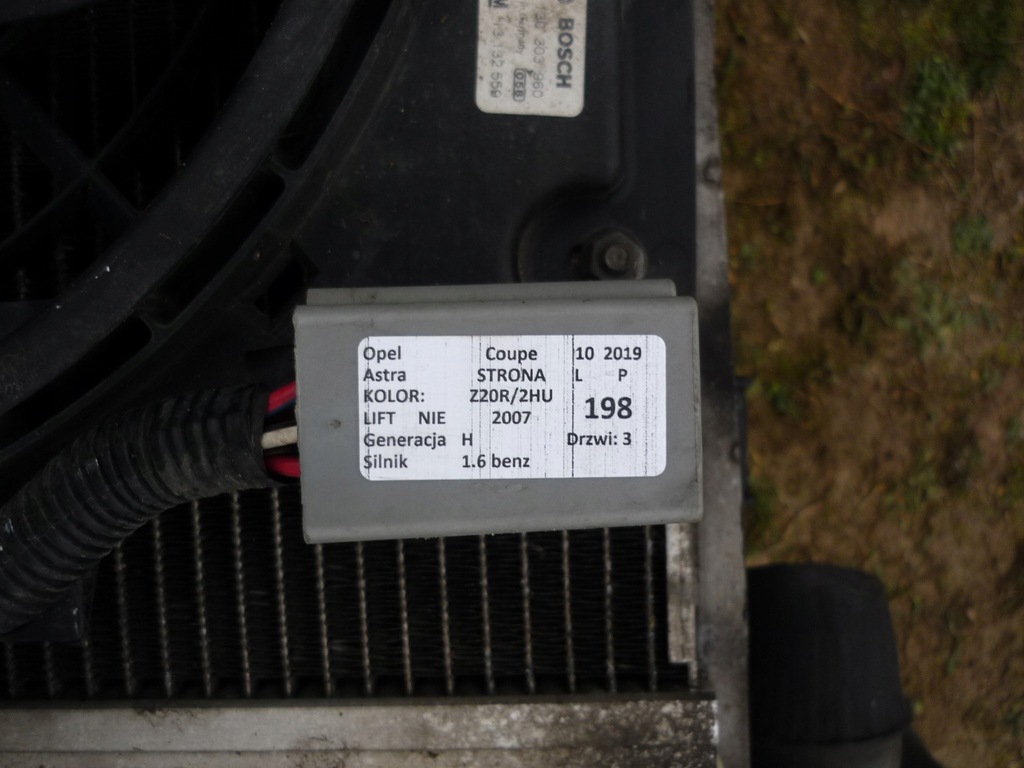 BOSCH
Opel Coupe 10 2019
Astra STRONA L P
KOLOR: Z20R/2HU 198
LIFT NIE 2007
Generacja H Drzwi: 3
Silnik 1.6 benz